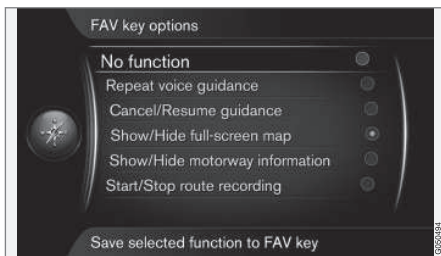 FAV key options
No function
Repeat voice guidance
Cancel/Resume guidance
Show/Hide full-screen map
Show/Hide motorway information
Start/Stop route recording
Save selected function to FAV key
G050494